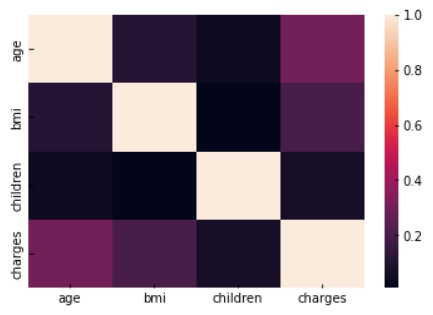 1.0
age
0.8
bmi
0.6
children
0.4
charges
0.2
age bmi children charges